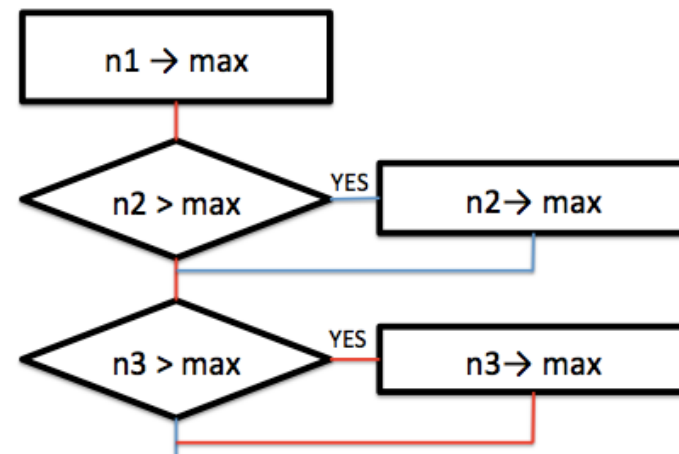 n1 → max
n2 > max
YES
n2→ max
n3 > max
YES
n3→ max